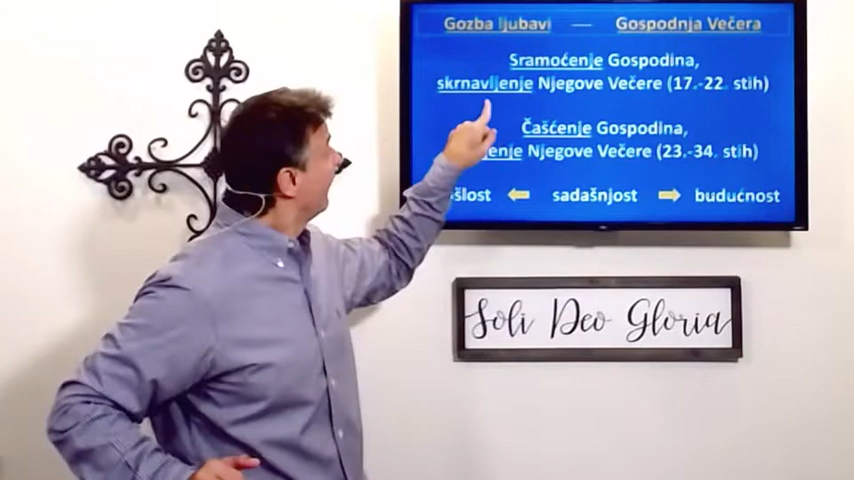 Gozba ljubavi — Gospodnja Večera
Sramoćenje Gospodina,
skrnavljenje Njegove Večere (17.-22. stih)
Čašćenje Gospodina,
Njegove Večere (23.-34. stih)
sadašnjost budućnost
Soli Deo Gloria